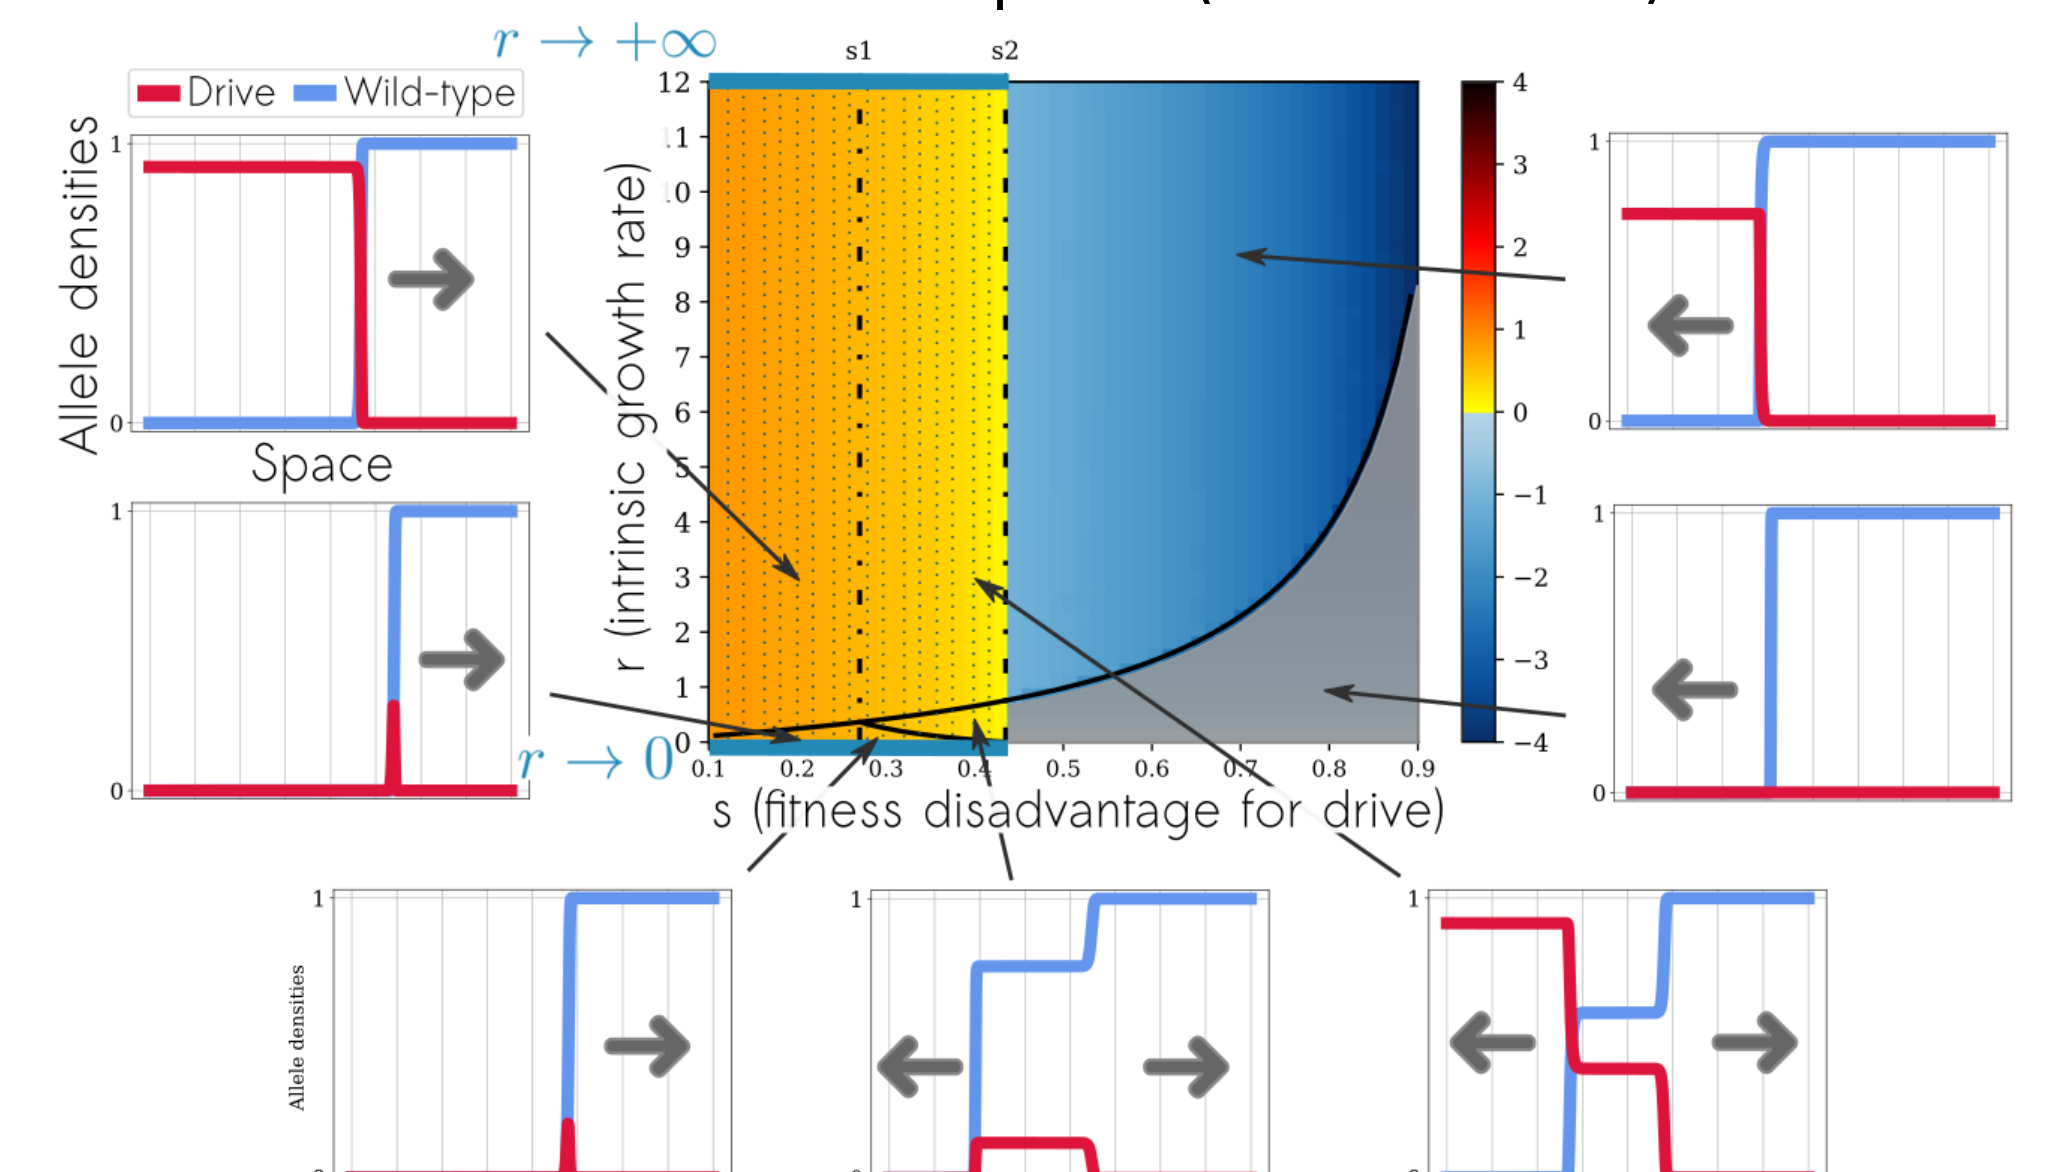 r → +∞
s1
s2
Drive
Wild-type
Allele densities
1
0
Space
1
0
r (intrinsic growth rate)
12
11
10
9
8
7
6
5
4
3
2
1
0
r → 0
0.1 0.2 0.3 0.4 0.5 0.6 0.7 0.8 0.9
s (fitness disadvantage for drive)
4
3
2
1
0
−1
−2
−3
−4
1
0
1
0
Allele densities
1
1
1